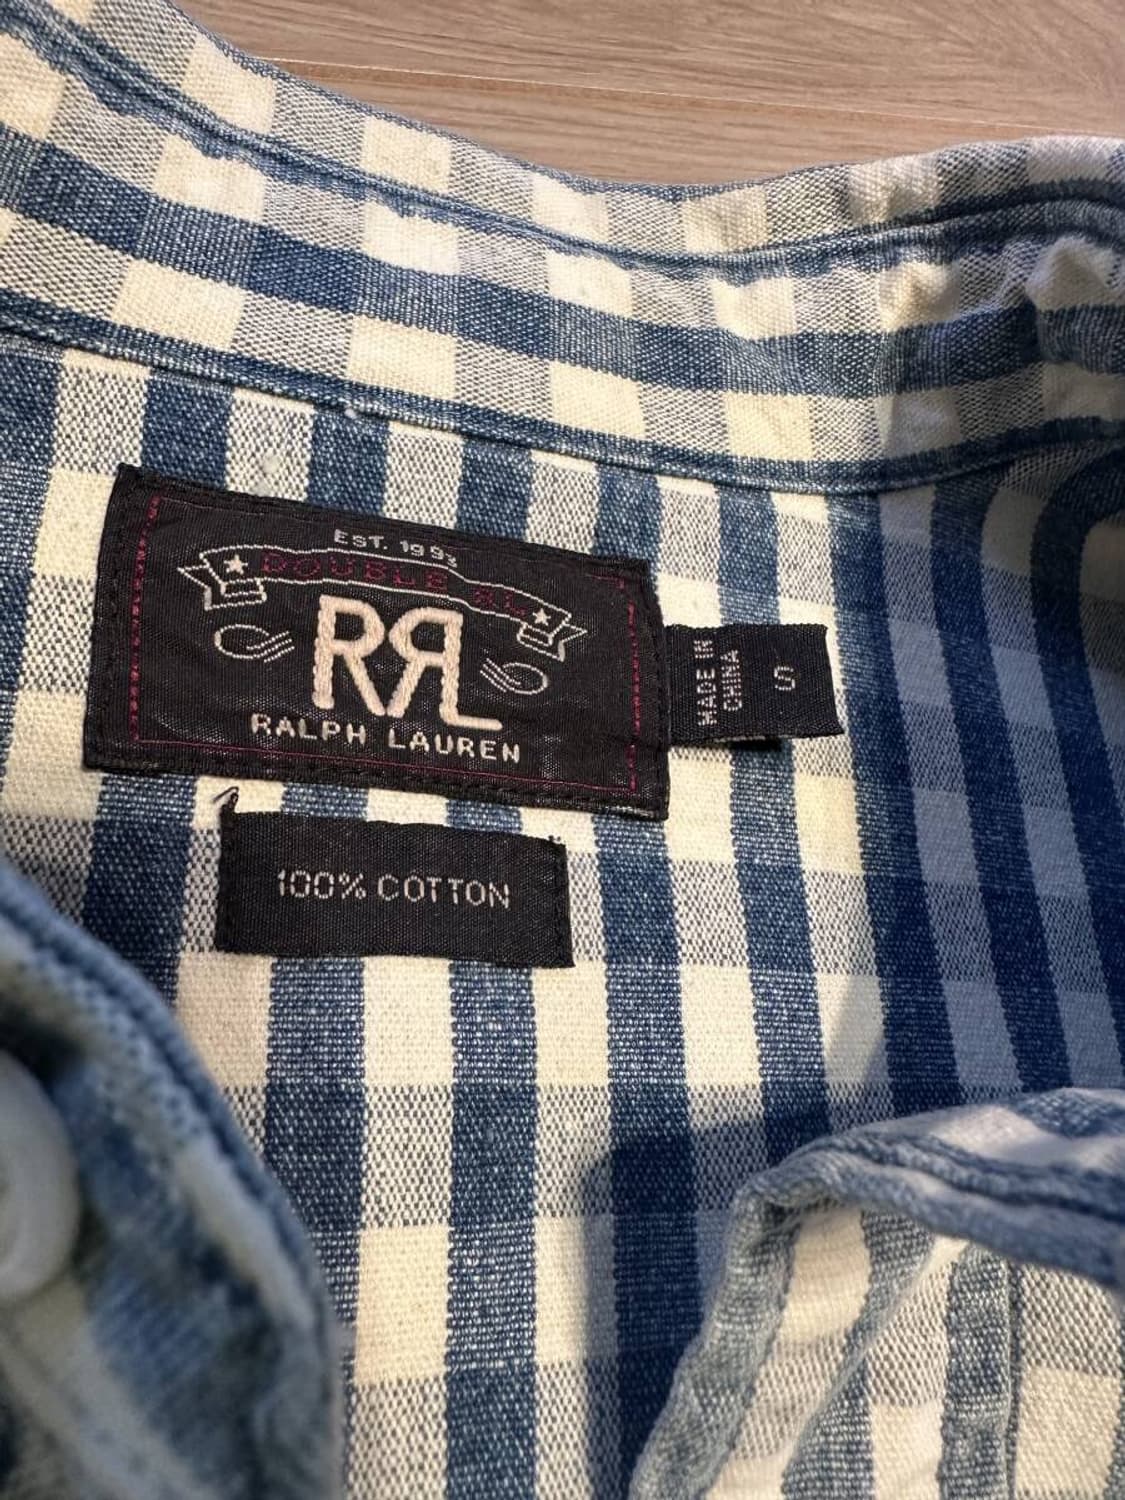 EST. 1993
DOUBLE RL
RRL
RALPH LAUREN
MADE IN
CHINA
S
100% COTTON